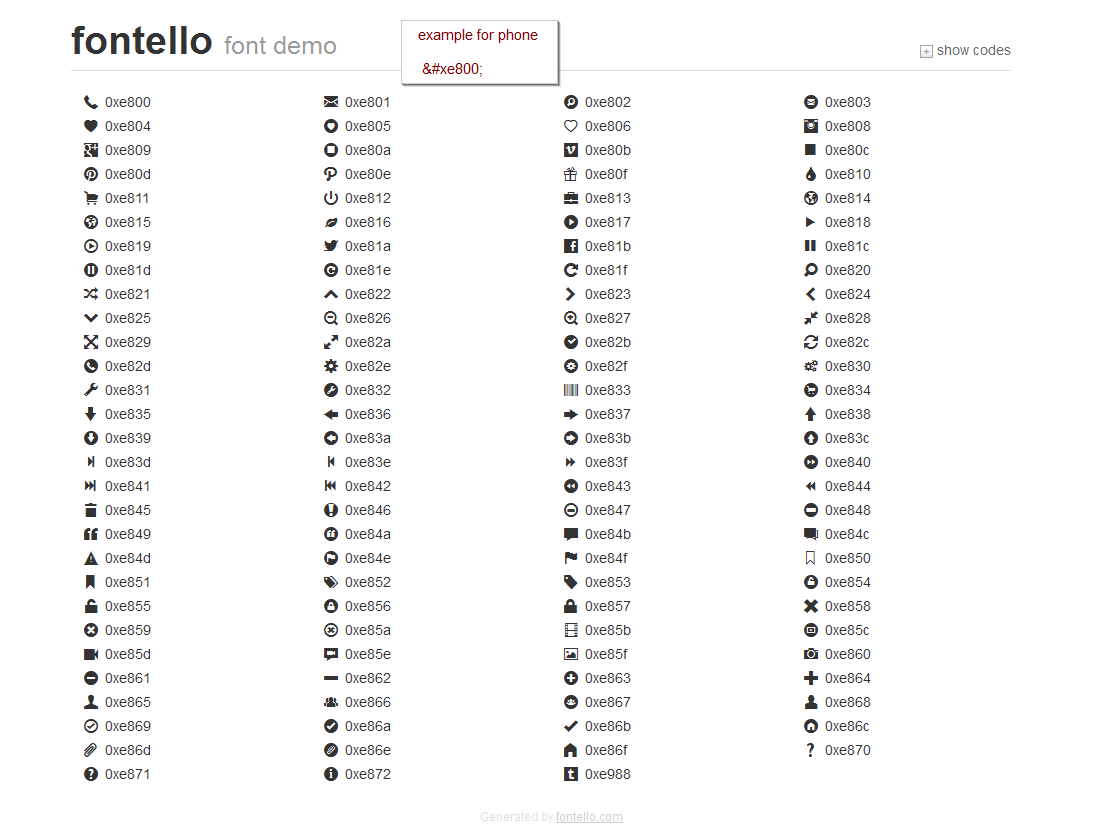 fontello font demo
example for phone
&#xe800;
show codes
0xe800 0xe801 0xe802 0xe803
0xe804 0xe805 0xe806 0xe808
0xe809 0xe80a 0xe80b 0xe80c
0xe80d 0xe80e 0xe80f 0xe810
0xe811 0xe812 0xe813 0xe814
0xe815 0xe816 0xe817 0xe818
0xe819 0xe81a 0xe81b 0xe81c
0xe81d 0xe81e 0xe81f 0xe820
0xe821 0xe822 0xe823 0xe824
0xe825 0xe826 0xe827 0xe828
0xe829 0xe82a 0xe82b 0xe82c
0xe82d 0xe82e 0xe82f 0xe830
0xe831 0xe832 0xe833 0xe834
0xe835 0xe836 0xe837 0xe838
0xe839 0xe83a 0xe83b 0xe83c
0xe83d 0xe83e 0xe83f 0xe840
0xe841 0xe842 0xe843 0xe844
0xe845 0xe846 0xe847 0xe848
0xe849 0xe84a 0xe84b 0xe84c
0xe84d 0xe84e 0xe84f 0xe850
0xe851 0xe852 0xe853 0xe854
0xe855 0xe856 0xe857 0xe858
0xe859 0xe85a 0xe85b 0xe85c
0xe85d 0xe85e 0xe85f 0xe860
0xe861 0xe862 0xe863 0xe864
0xe865 0xe866 0xe867 0xe868
0xe869 0xe86a 0xe86b 0xe86c
0xe86d 0xe86e 0xe86f 0xe870
0xe871 0xe872 0xe988
Generated by fontello.com